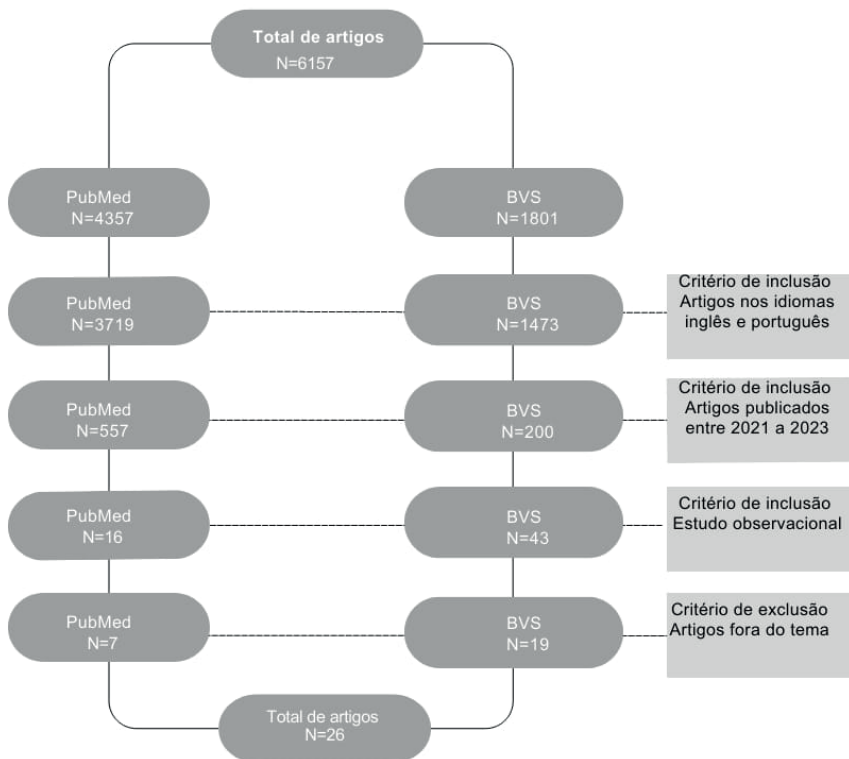 Total de artigos
N=6157
PubMed
N=4357
BVS
N=1801
PubMed
N=3719
BVS
N=1473
Critério de inclusão
Artigos nos idiomas
inglês e português
PubMed
N=557
BVS
N=200
Critério de inclusão
Artigos publicados
entre 2021 a 2023
PubMed
N=16
BVS
N=43
Critério de inclusão
Estudo observacional
PubMed
N=7
BVS
N=19
Critério de exclusão
Artigos fora do tema
Total de artigos
N=26